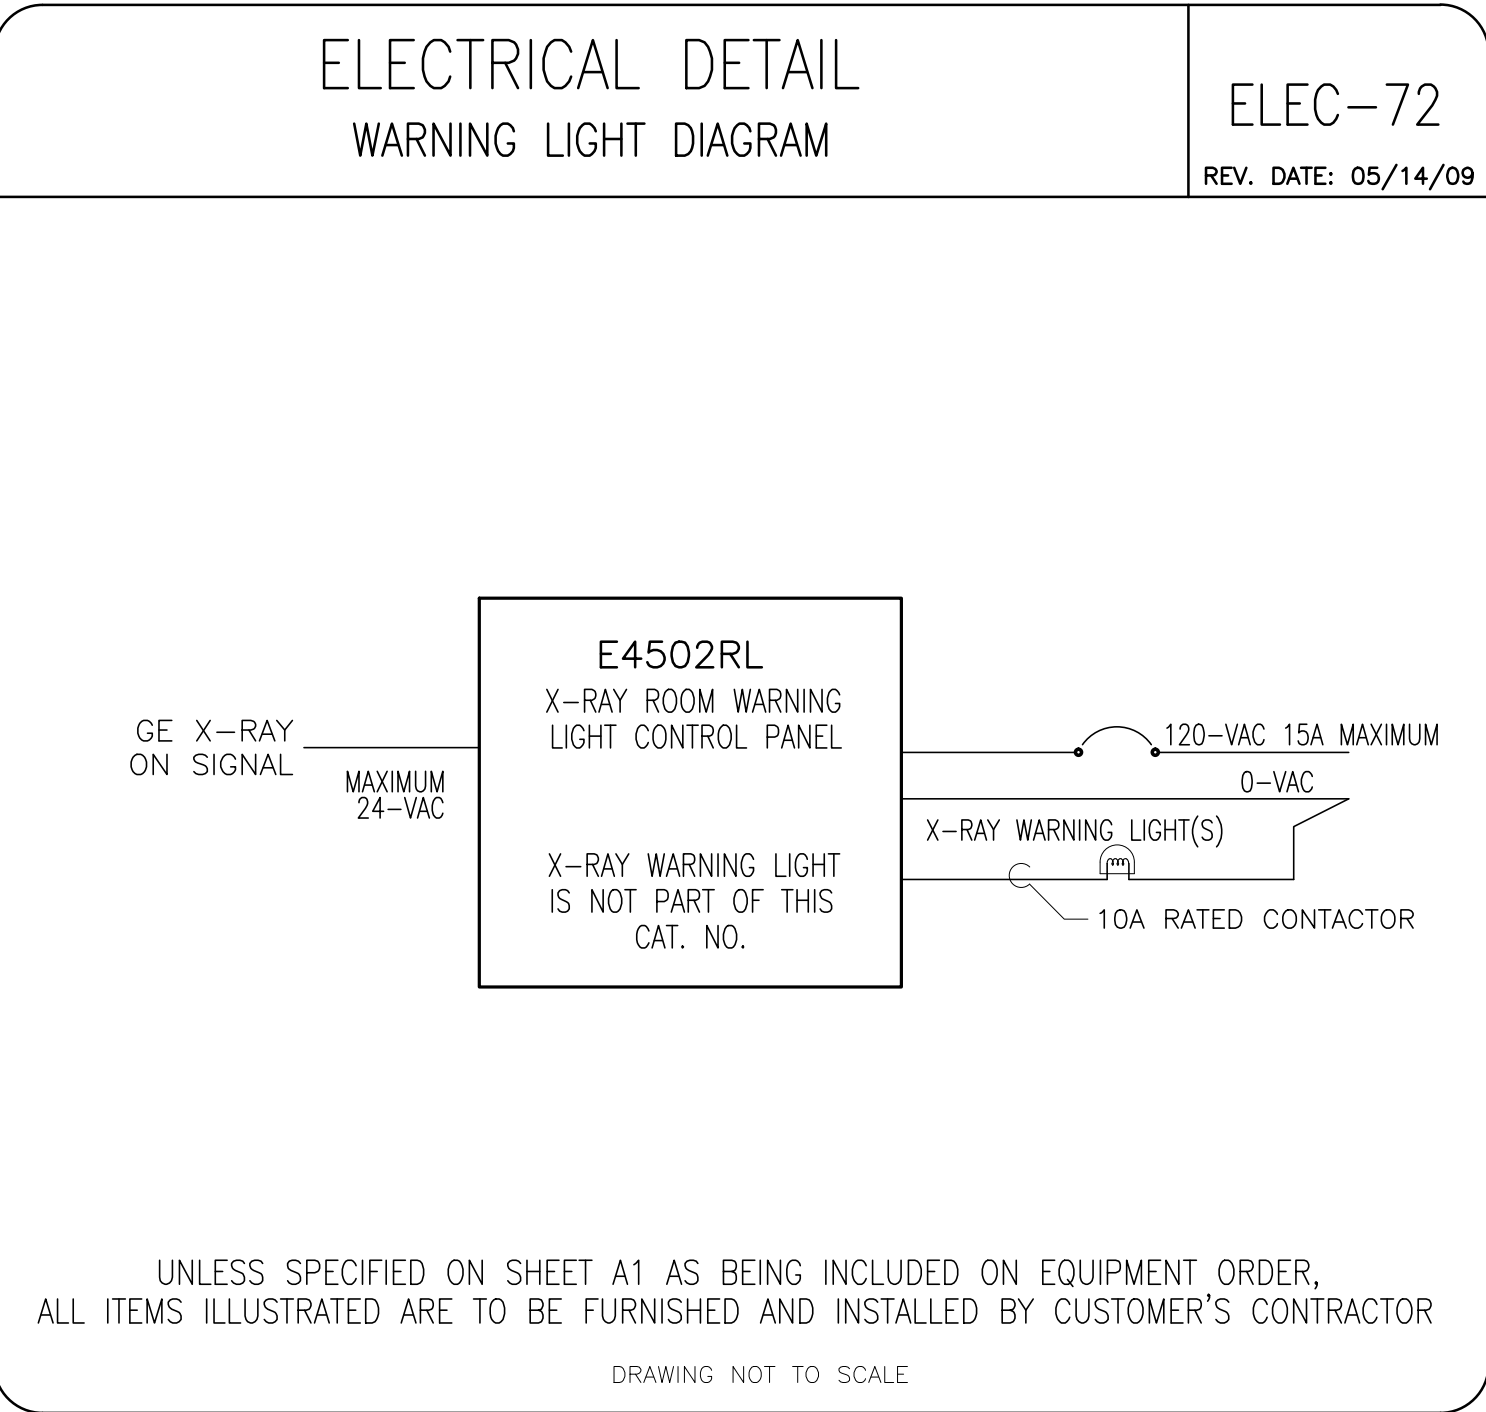 ELECTRICAL DETAIL
WARNING LIGHT DIAGRAM
ELEC-72
REV. DATE: 05/14/09
E4502RL
X-RAY ROOM WARNING
LIGHT CONTROL PANEL
GE X-RAY
ON SIGNAL
MAXIMUM
24-VAC
120-VAC 15A MAXIMUM
0-VAC
X-RAY WARNING LIGHT(S)
X-RAY WARNING LIGHT
IS NOT PART OF THIS
CAT. NO.
10A RATED CONTACTOR
UNLESS SPECIFIED ON SHEET A1 AS BEING INCLUDED ON EQUIPMENT ORDER,
ALL ITEMS ILLUSTRATED ARE TO BE FURNISHED AND INSTALLED BY CUSTOMER'S CONTRACTOR
DRAWING NOT TO SCALE